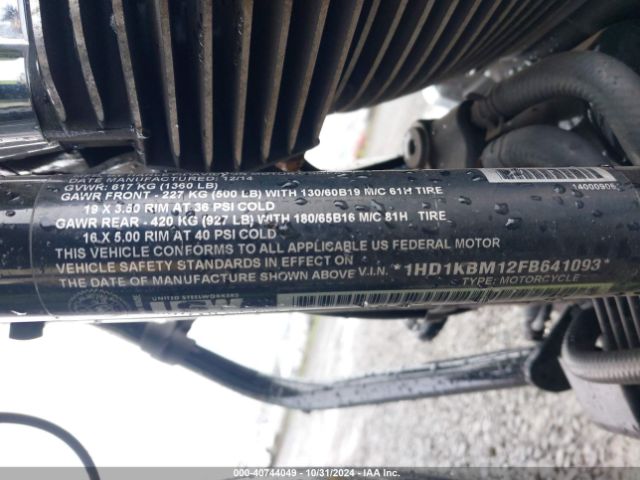 DATE MANUFACTURED: 12/14
GVWR: 617 KG (1360 LB)
GAWR FRONT - 227 KG (500 LB) WITH 130/60B19 M/C 61H TIRE
19 X 3.50 RIM AT 36 PSI COLD
GAWR REAR - 420 KG (927 LB) WITH 180/65B16 M/C 81H TIRE
16 X 5.00 RIM AT 40 PSI COLD
THIS VEHICLE CONFORMS TO ALL APPLICABLE US FEDERAL MOTOR
VEHICLE SAFETY STANDARDS IN EFFECT ON
THE DATE OF MANUFACTURE SHOWN ABOVE V.I.N. *1HD1KBM12FB641093*
TYPE: MOTORCYCLE
UNITED STEELWORKERS
14000906
000-40744049 - 10/31/2024 - IAA Inc.